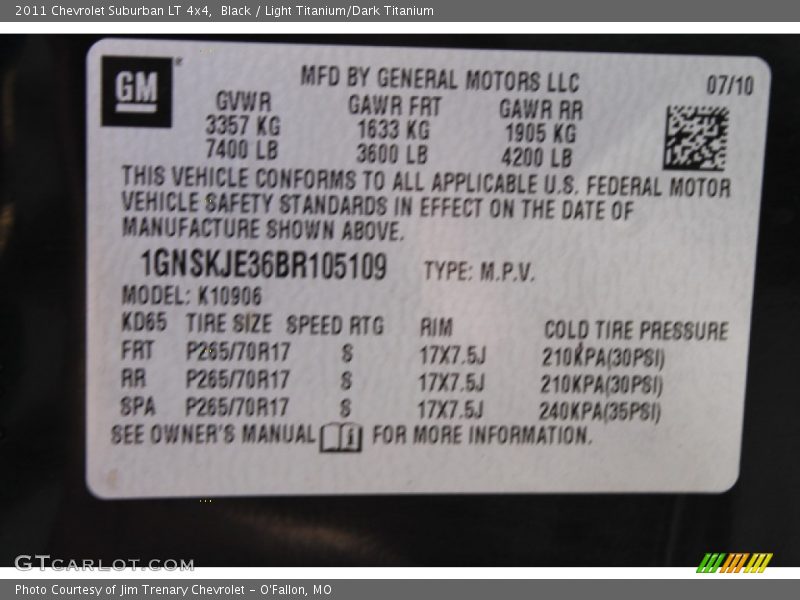 2011 Chevrolet Suburban LT 4x4, Black / Light Titanium/Dark Titanium
GM
MFD BY GENERAL MOTORS LLC
07/10
GVWR GAWR FRT GAWR RR
3357 KG 1633 KG 1905 KG
7400 LB 3600 LB 4200 LB
THIS VEHICLE CONFORMS TO ALL APPLICABLE U.S. FEDERAL MOTOR
VEHICLE SAFETY STANDARDS IN EFFECT ON THE DATE OF
MANUFACTURE SHOWN ABOVE.
1GNSKJE36BR105109 TYPE: M.P.V.
MODEL: K10906
KD65 TIRE SIZE SPEED RTG RIM COLD TIRE PRESSURE
FRT P265/70R17 S 17X7.5J 210KPA(30PSI)
RR P265/70R17 S 17X7.5J 210KPA(30PSI)
SPA P265/70R17 S 17X7.5J 240KPA(35PSI)
SEE OWNER'S MANUAL FOR MORE INFORMATION.
GTCARLOT.COM
Photo Courtesy of Jim Trenary Chevrolet - O'Fallon, MO